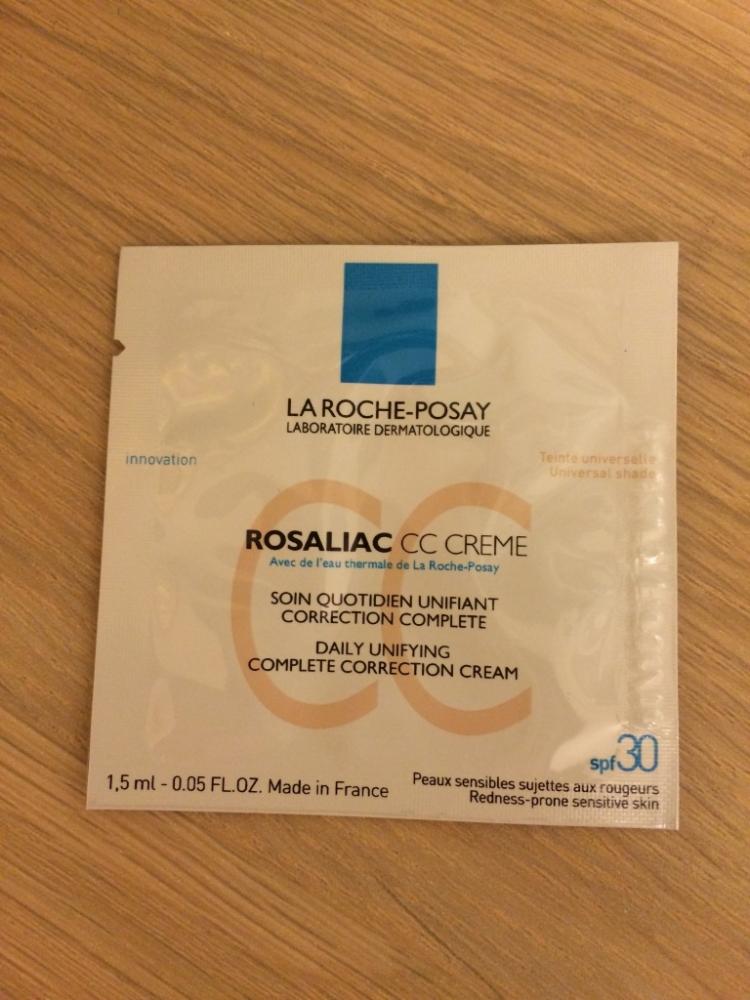 LA ROCHE-POSAY
LABORATOIRE DERMATOLOGIQUE
innovation
Teinte universelle
Universal shade
CC
ROSALIAC CC CREME
Avec de l'eau thermale de La Roche-Posay
SOIN QUOTIDIEN UNIFIANT
CORRECTION COMPLETE
DAILY UNIFYING
COMPLETE CORRECTION CREAM
spf30
1,5 ml - 0.05 FL.OZ. Made in France
Peaux sensibles sujettes aux rougeurs
Redness-prone sensitive skin